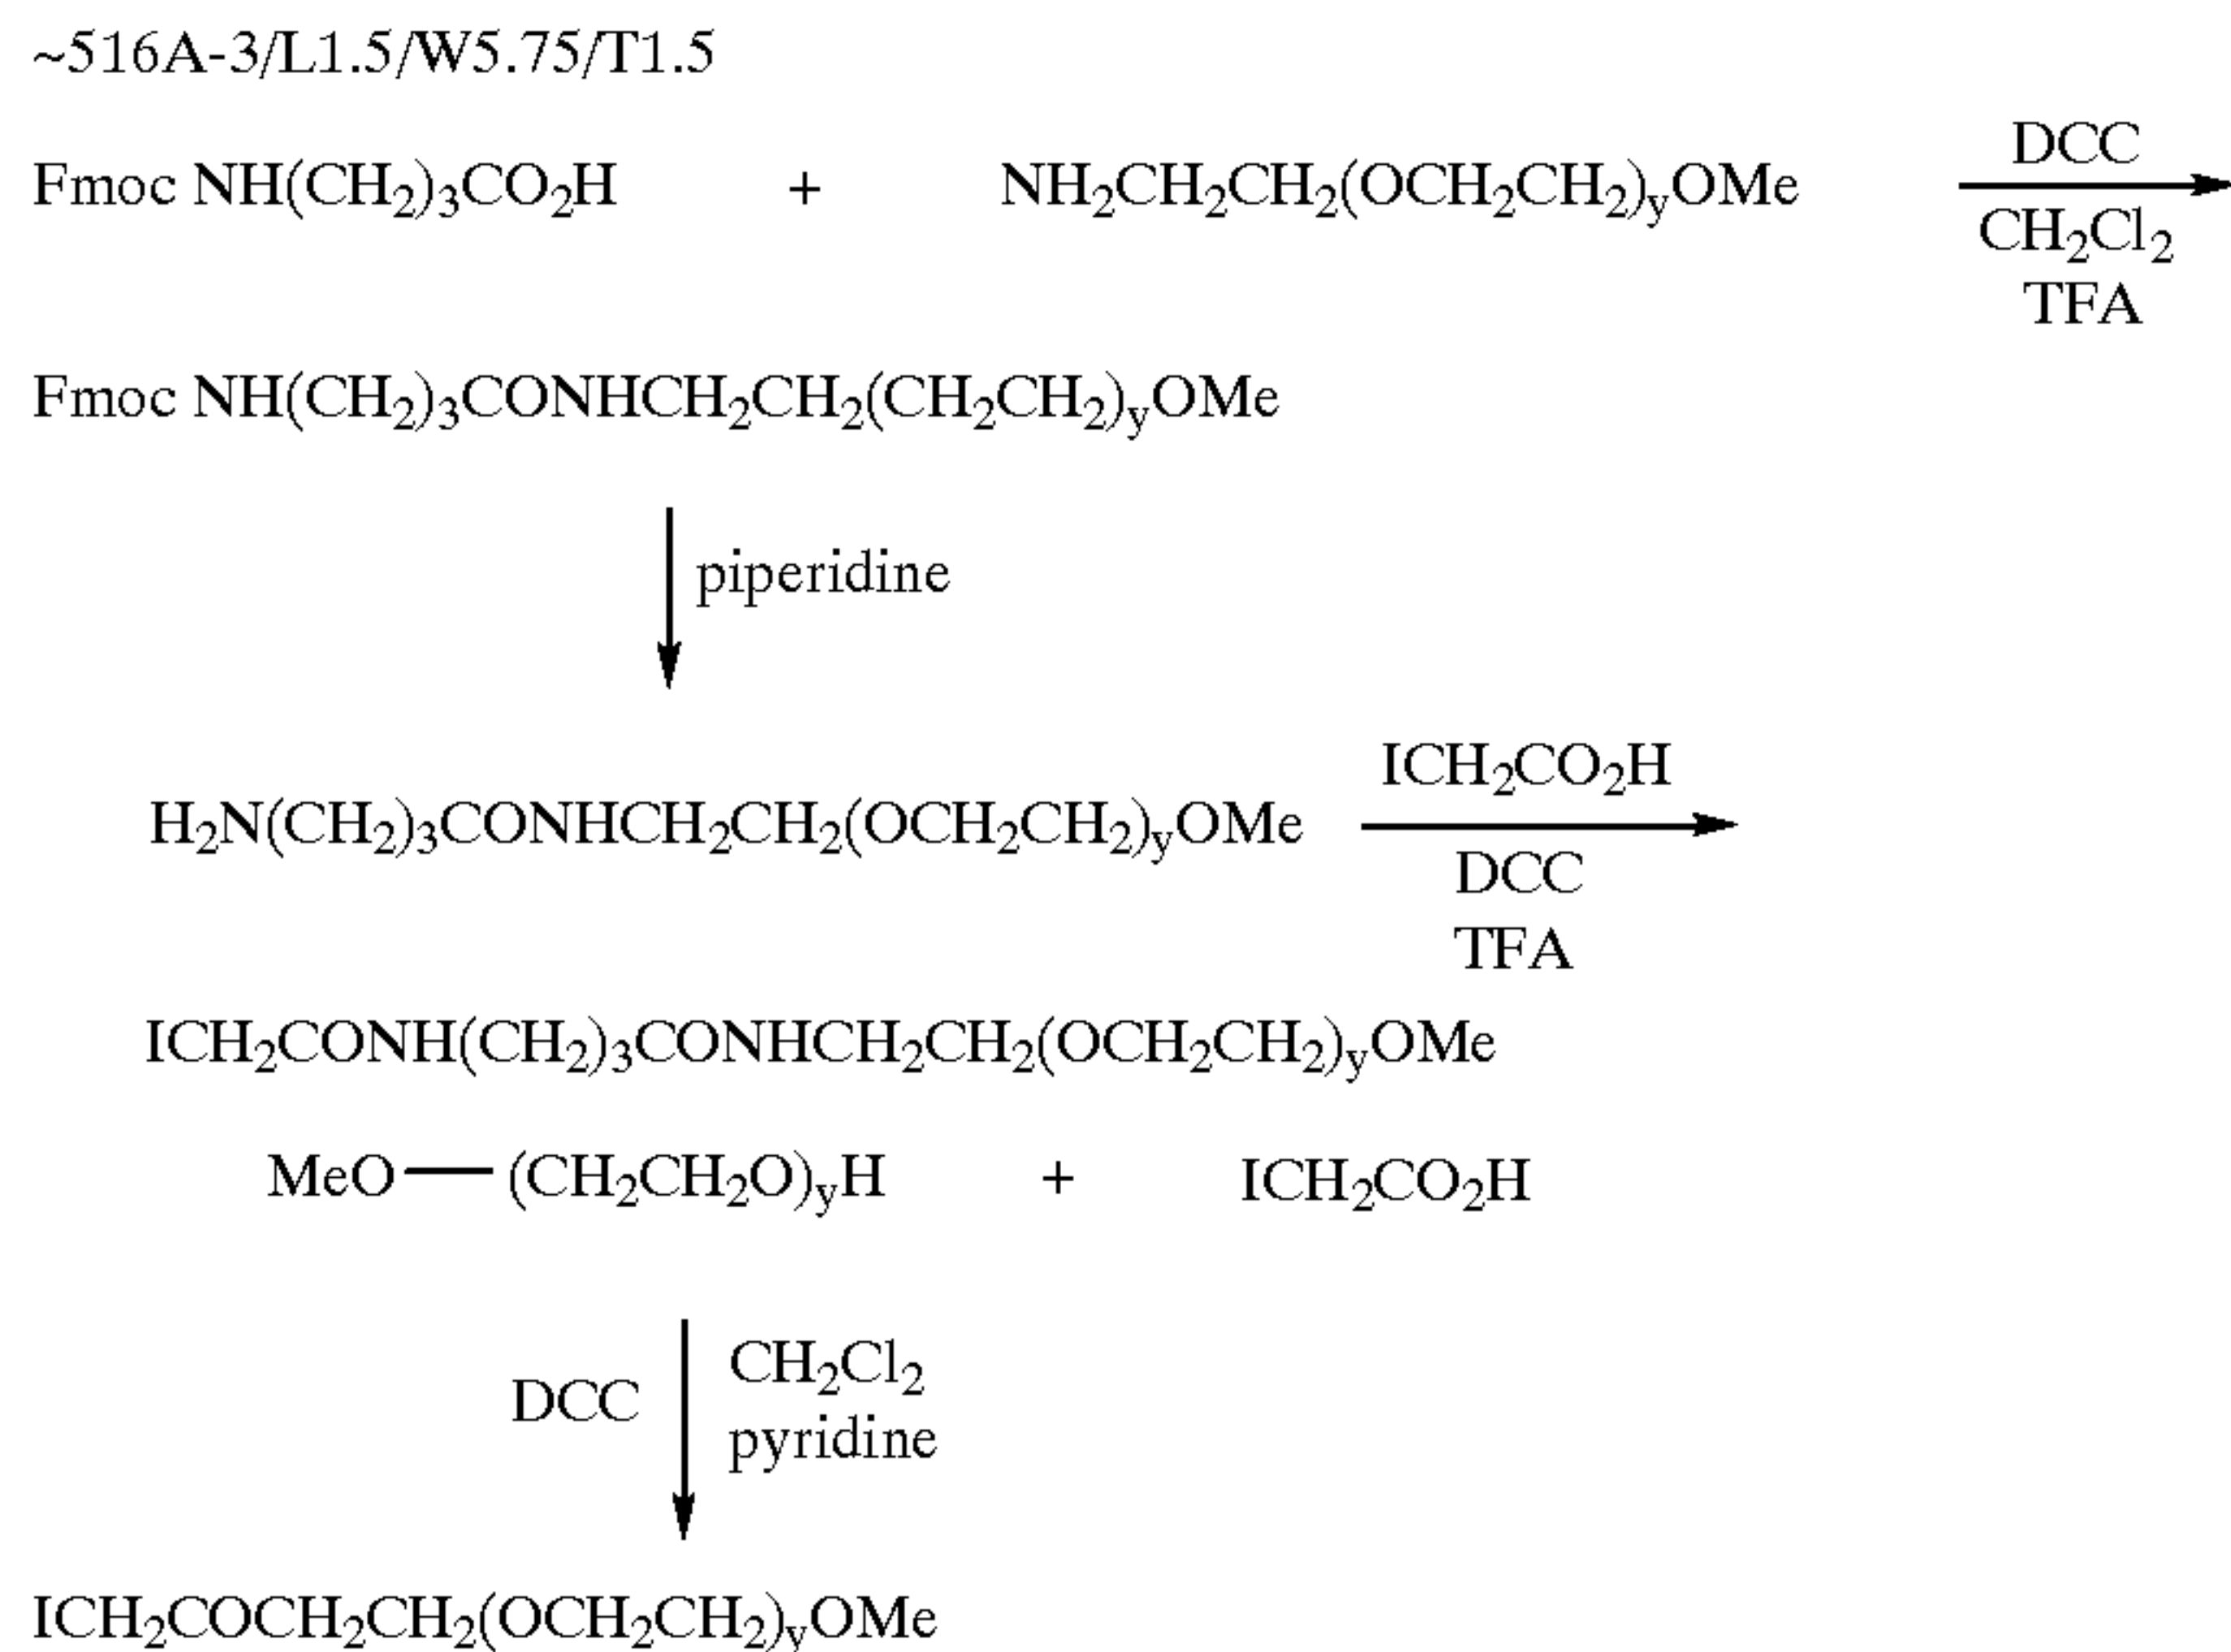 ~516A-3/L1.5/W5.75/T1.5
Fmoc NH(CH₂)₃CO₂H + NH₂CH₂CH₂(OCH₂CH₂)yOMe
DCC
CH₂Cl₂
TFA
Fmoc NH(CH₂)₃CONHCH₂CH₂(CH₂CH₂)yOMe
piperidine
H₂N(CH₂)₃CONHCH₂CH₂(OCH₂CH₂)yOMe
ICH₂CO₂H
DCC
TFA
ICH₂CONH(CH₂)₃CONHCH₂CH₂(OCH₂CH₂)yOMe
MeO—(CH₂CH₂O)yH + ICH₂CO₂H
DCC
CH₂Cl₂
pyridine
ICH₂COCH₂CH₂(OCH₂CH₂)yOMe